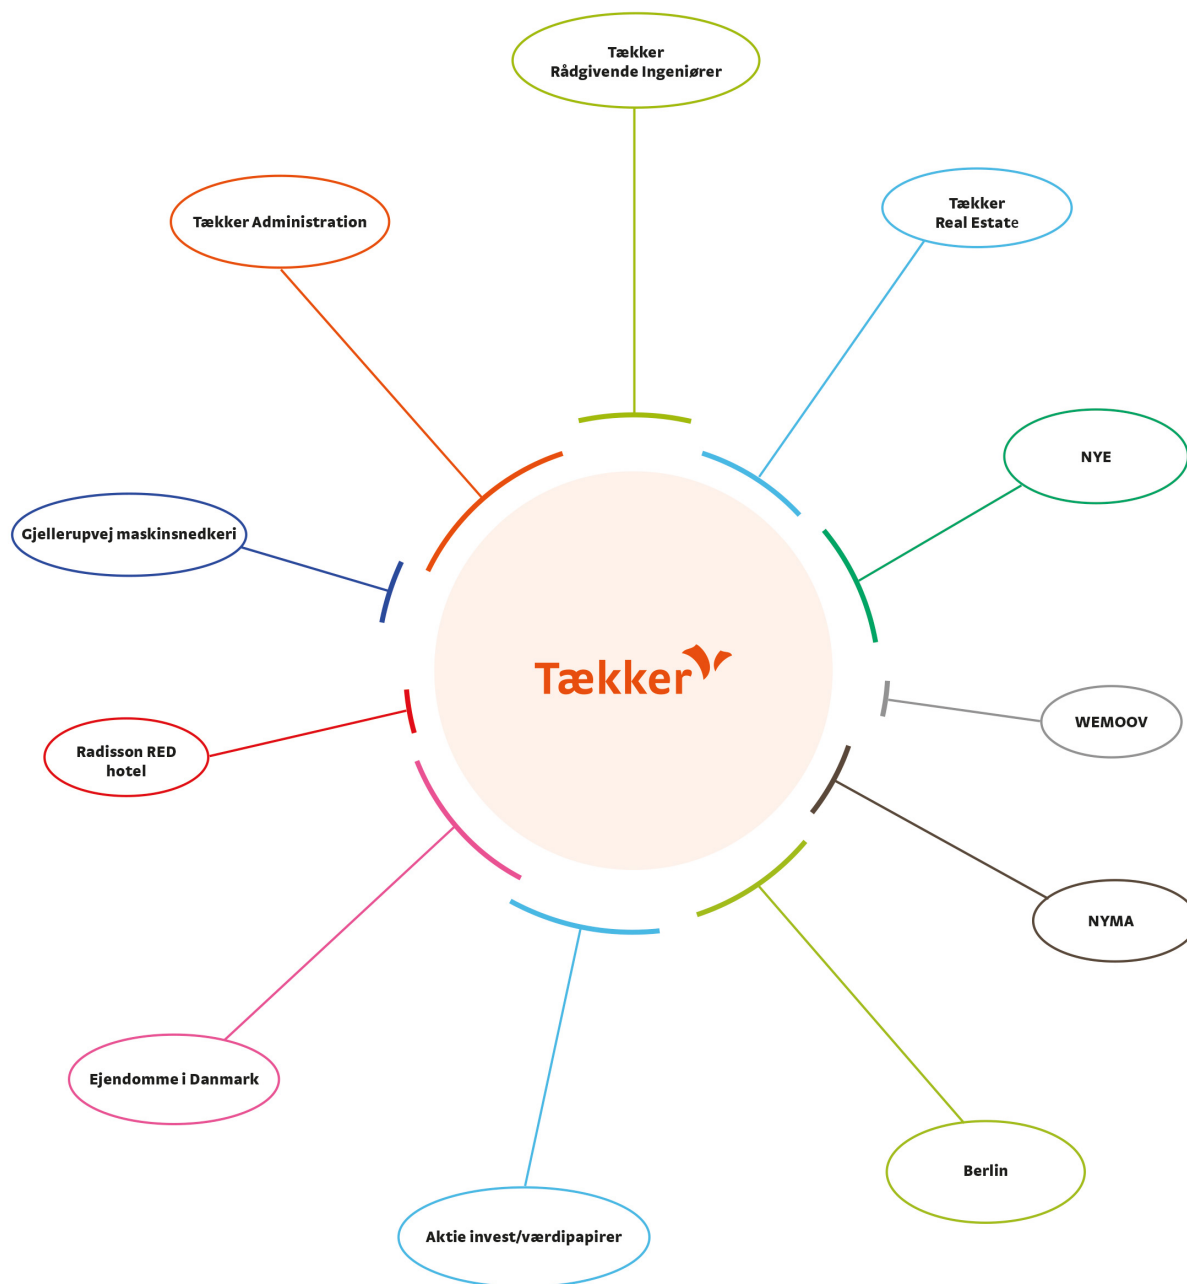 Tækker
Rådgivende Ingeniører
Tækker
Real Estate
Tækker Administration
NYE
Gjellerupvej maskinsnedkeri
Tækker
WEMOOV
Radisson RED
hotel
NYMA
Ejendomme i Danmark
Berlin
Aktie invest/værdipapirer